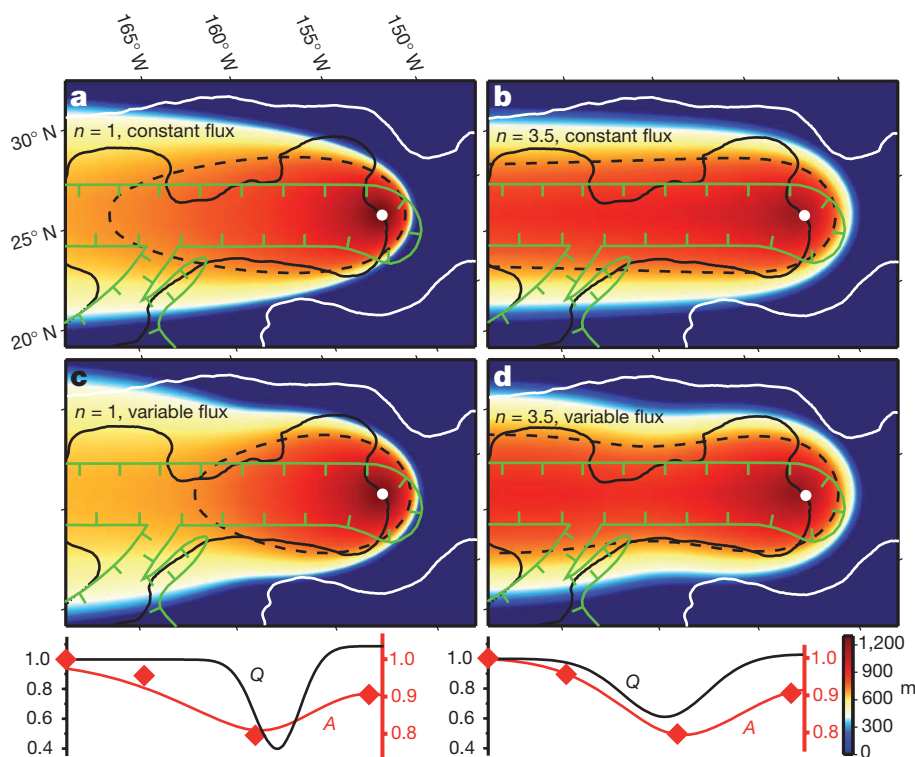 165° W 160° W 155° W 150° W
a
n = 1, constant flux
b
n = 3.5, constant flux
30° N
25° N
20° N
c
n = 1, variable flux
d
n = 3.5, variable flux
1.0
0.8
0.6
0.4
Q
A
1.0
0.9
0.8
1.0
0.8
0.6
0.4
Q
A
1.0
0.9
0.8
1,200
900
600
300
0
m